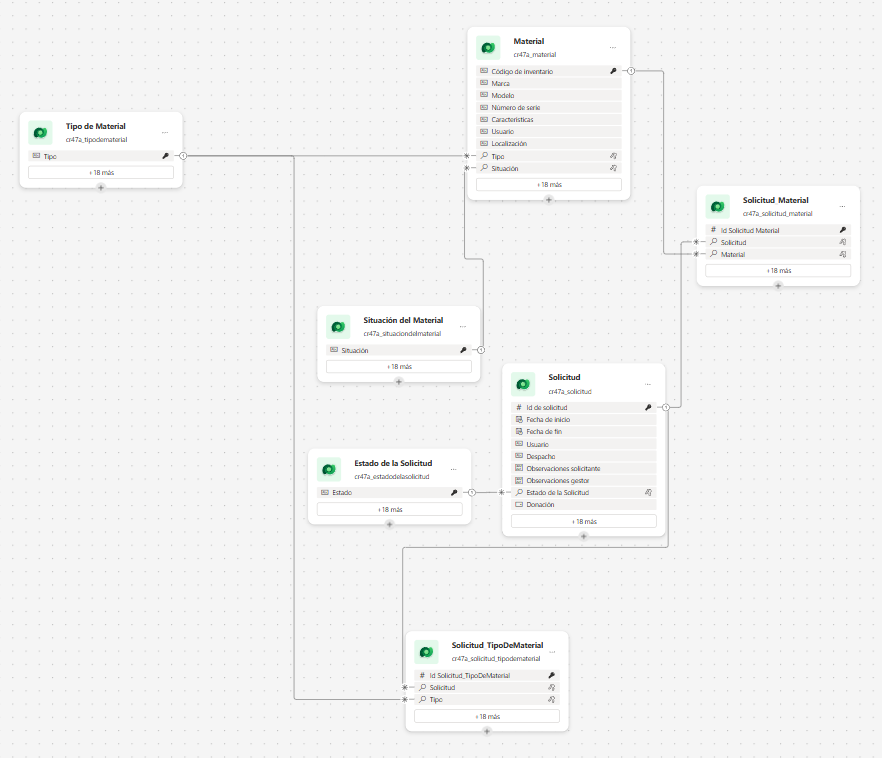 Material
cr47a_material
Código de inventario
Marca
Modelo
Número de serie
Características
Usuario
Localización
Tipo
Situación
+18 más
Tipo de Material
cr47a_tipodematerial
Tipo
+18 más
Solicitud_Material
cr47a_solicitud_material
Id Solicitud Material
Solicitud
Material
+18 más
Situación del Material
cr47a_situaciondelmaterial
Situación
+18 más
Solicitud
cr47a_solicitud
Id de solicitud
Fecha de inicio
Fecha de fin
Usuario
Despacho
Observaciones solicitante
Observaciones gestor
Estado de la Solicitud
Donación
+18 más
Estado de la Solicitud
cr47a_estadodelasolicitud
Estado
+18 más
Solicitud_TipoDeMaterial
cr47a_solicitud_tipodematerial
Id Solicitud_TipoDeMaterial
Solicitud
Tipo
+18 más